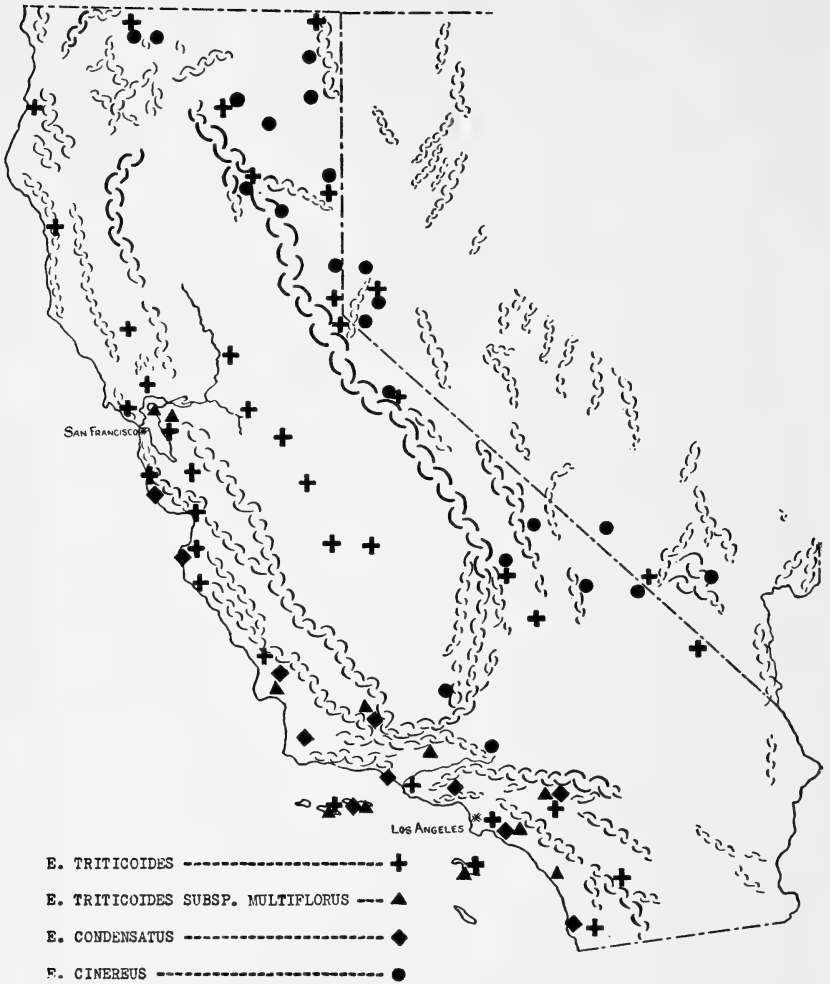 SAN FRANCISCO
LOS ANGELES
E. TRITICOIDES
E. TRITICOIDES SUBSP. MULTIFLORUS
E. CONDENSATUS
E. CINEREUS